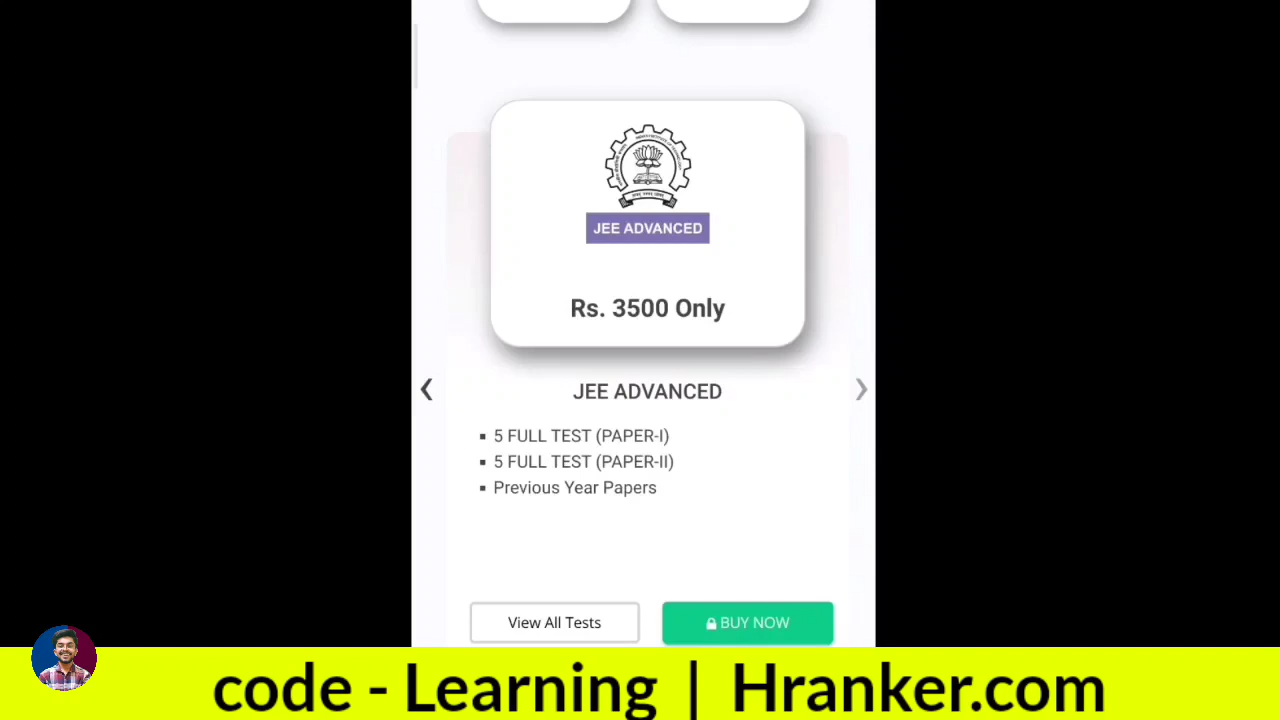 JEE ADVANCED
Rs. 3500 Only
JEE ADVANCED
▪ 5 FULL TEST (PAPER-I)
▪ 5 FULL TEST (PAPER-II)
▪ Previous Year Papers
View All Tests
BUY NOW
code - Learning | Hranker.com